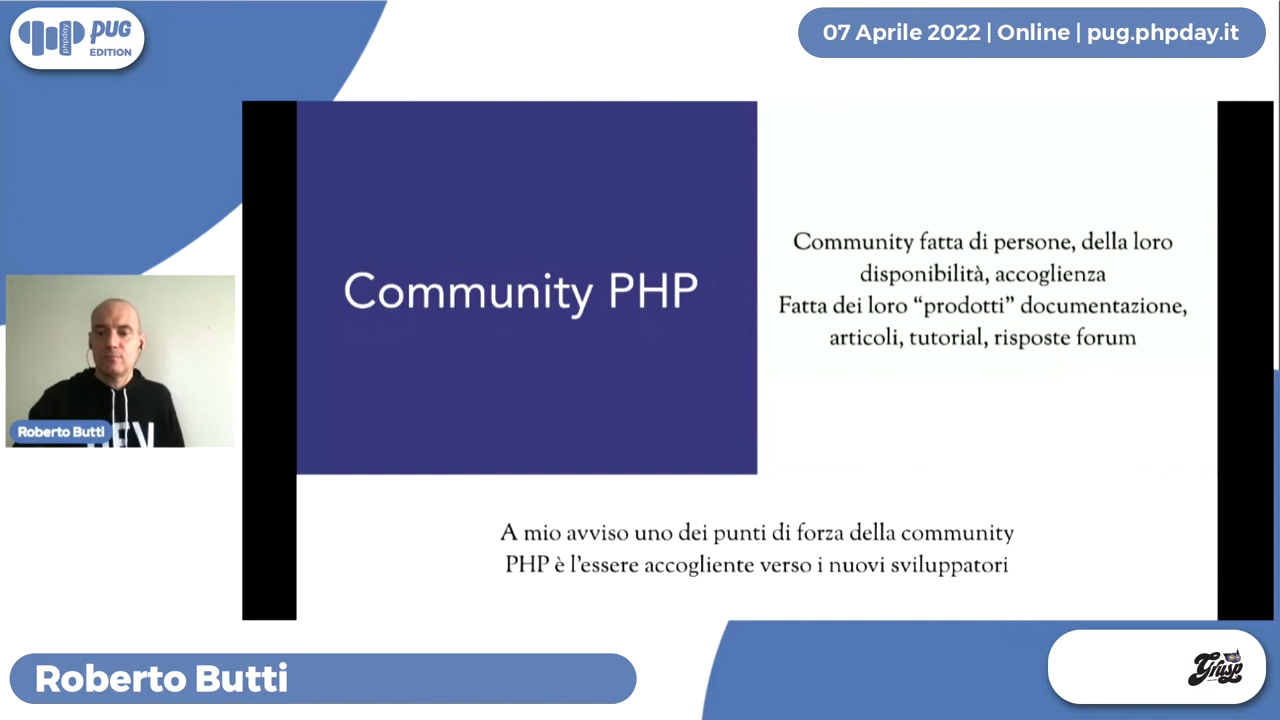 phpday
PUG
EDITION
07 Aprile 2022 | Online | pug.phpday.it
Community PHP
Community fatta di persone, della loro
disponibilità, accoglienza
Fatta dei loro “prodotti” documentazione,
articoli, tutorial, risposte forum
A mio avviso uno dei punti di forza della community
PHP è l’essere accogliente verso i nuovi sviluppatori
Roberto Butti
Roberto Butti
Grusp